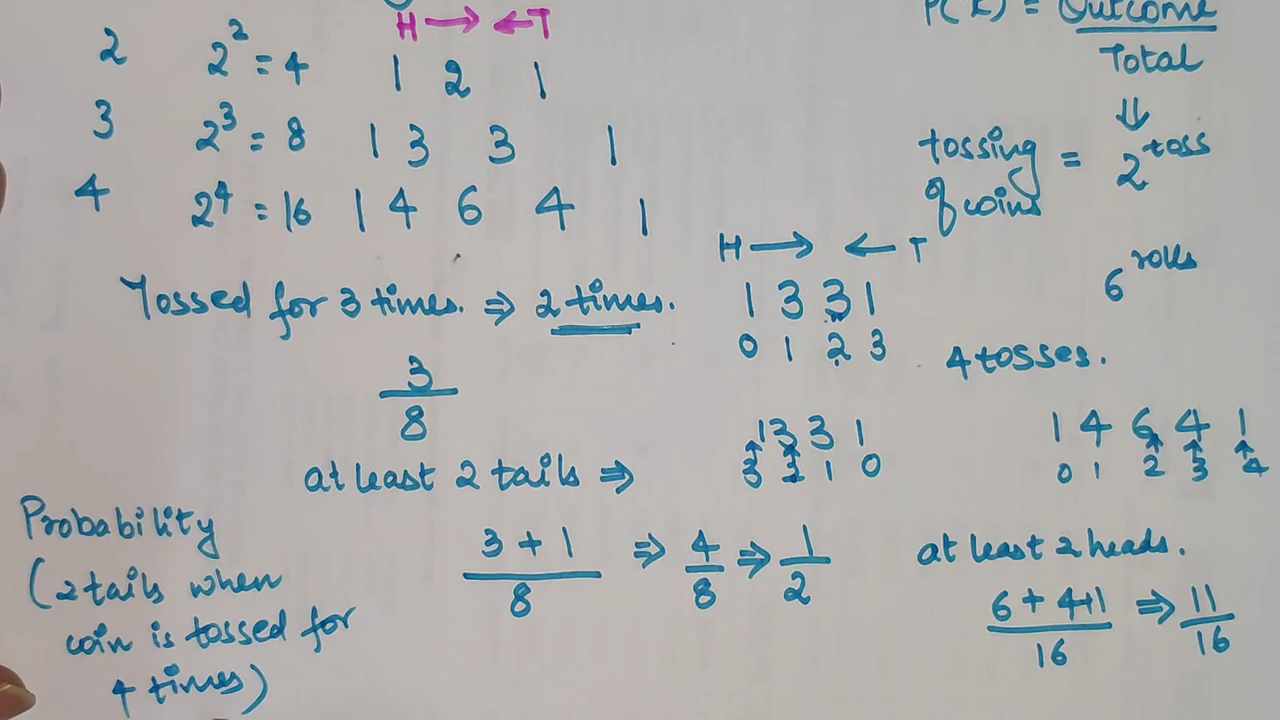 H → ← T
P(x) = Outcome
Total
⇓
2 2² = 4 1 2 1
3 2³ = 8 1 3 3 1
4 2⁴ = 16 1 4 6 4 1
tossing of coins = 2^toss
6^rolls
H → ← T
Tossed for 3 times. ⇒ 2 times.
1 3 3 1
0 1 2 3
3
8
4 tosses.
1 4 6 4 1
0 1 2 3 4
1 3 3 1
3 2 1 0
at least 2 tails ⇒
3 + 1 ⇒ 4 ⇒ 1
8 8 2
at least 2 heads.
6 + 4+1 ⇒ 11
16 16
Probability
(2 tails when
coin is tossed for
4 times)